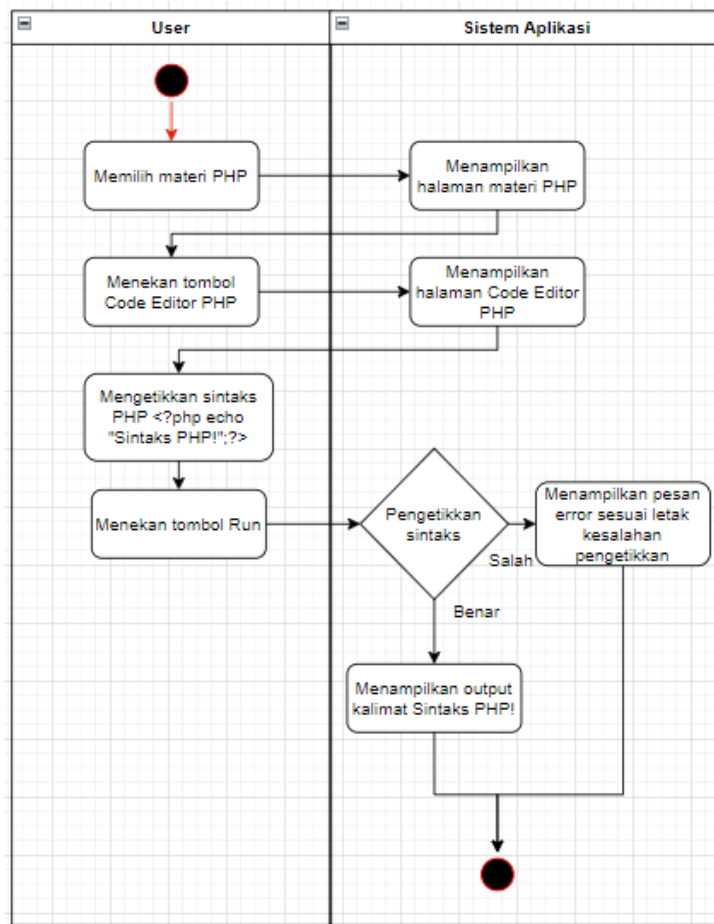 User
Sistem Aplikasi
Memilih materi PHP
Menampilkan
halaman materi PHP
Menekan tombol
Code Editor PHP
Menampilkan
halaman Code Editor
PHP
Mengetikkan sintaks
PHP <?php echo
"Sintaks PHP!";?>
Menekan tombol Run
Pengetikkan
sintaks
Salah
Menampilkan pesan
error sesuai letak
kesalahan
pengetikkan
Benar
Menampilkan output
kalimat Sintaks PHP!